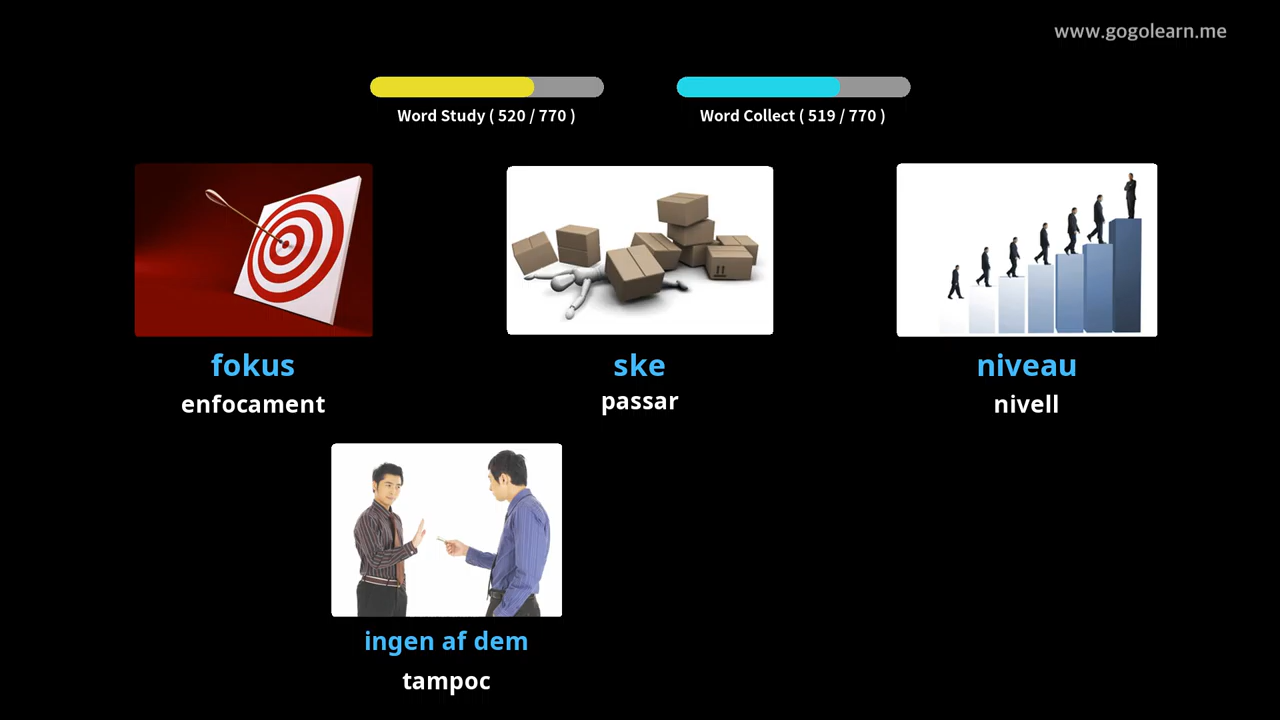 www.gogolearn.me
Word Study ( 520 / 770 )
Word Collect ( 519 / 770 )
fokus
enfocament
ske
passar
niveau
nivell
ingen af dem
tampoc